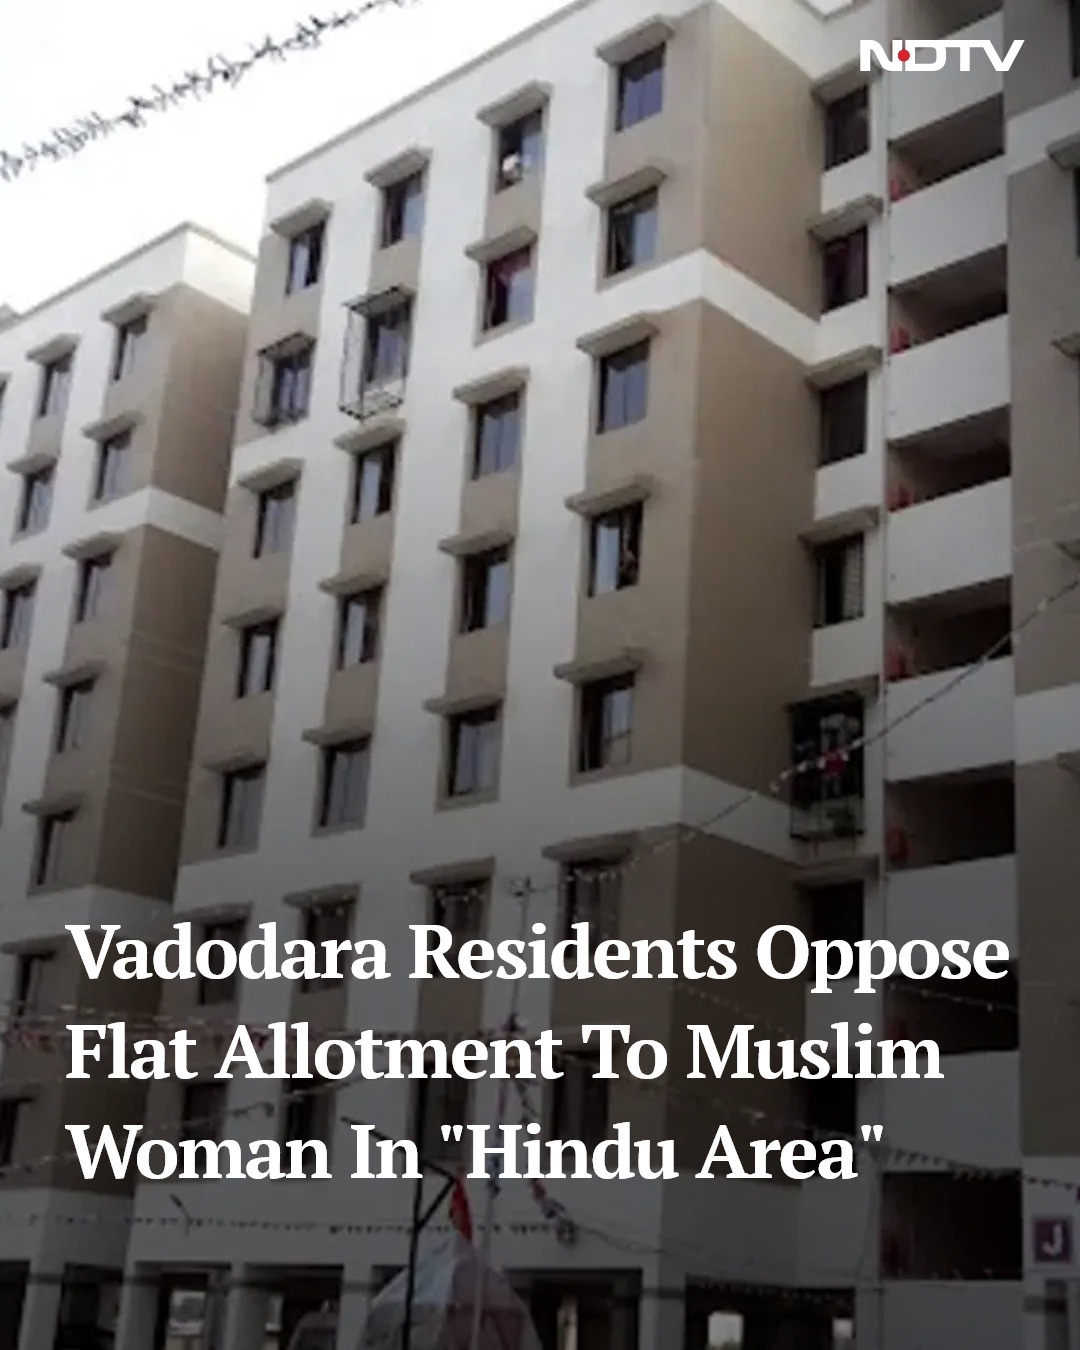 NDTV
Vadodara Residents Oppose
Flat Allotment To Muslim
Woman In "Hindu Area"
J